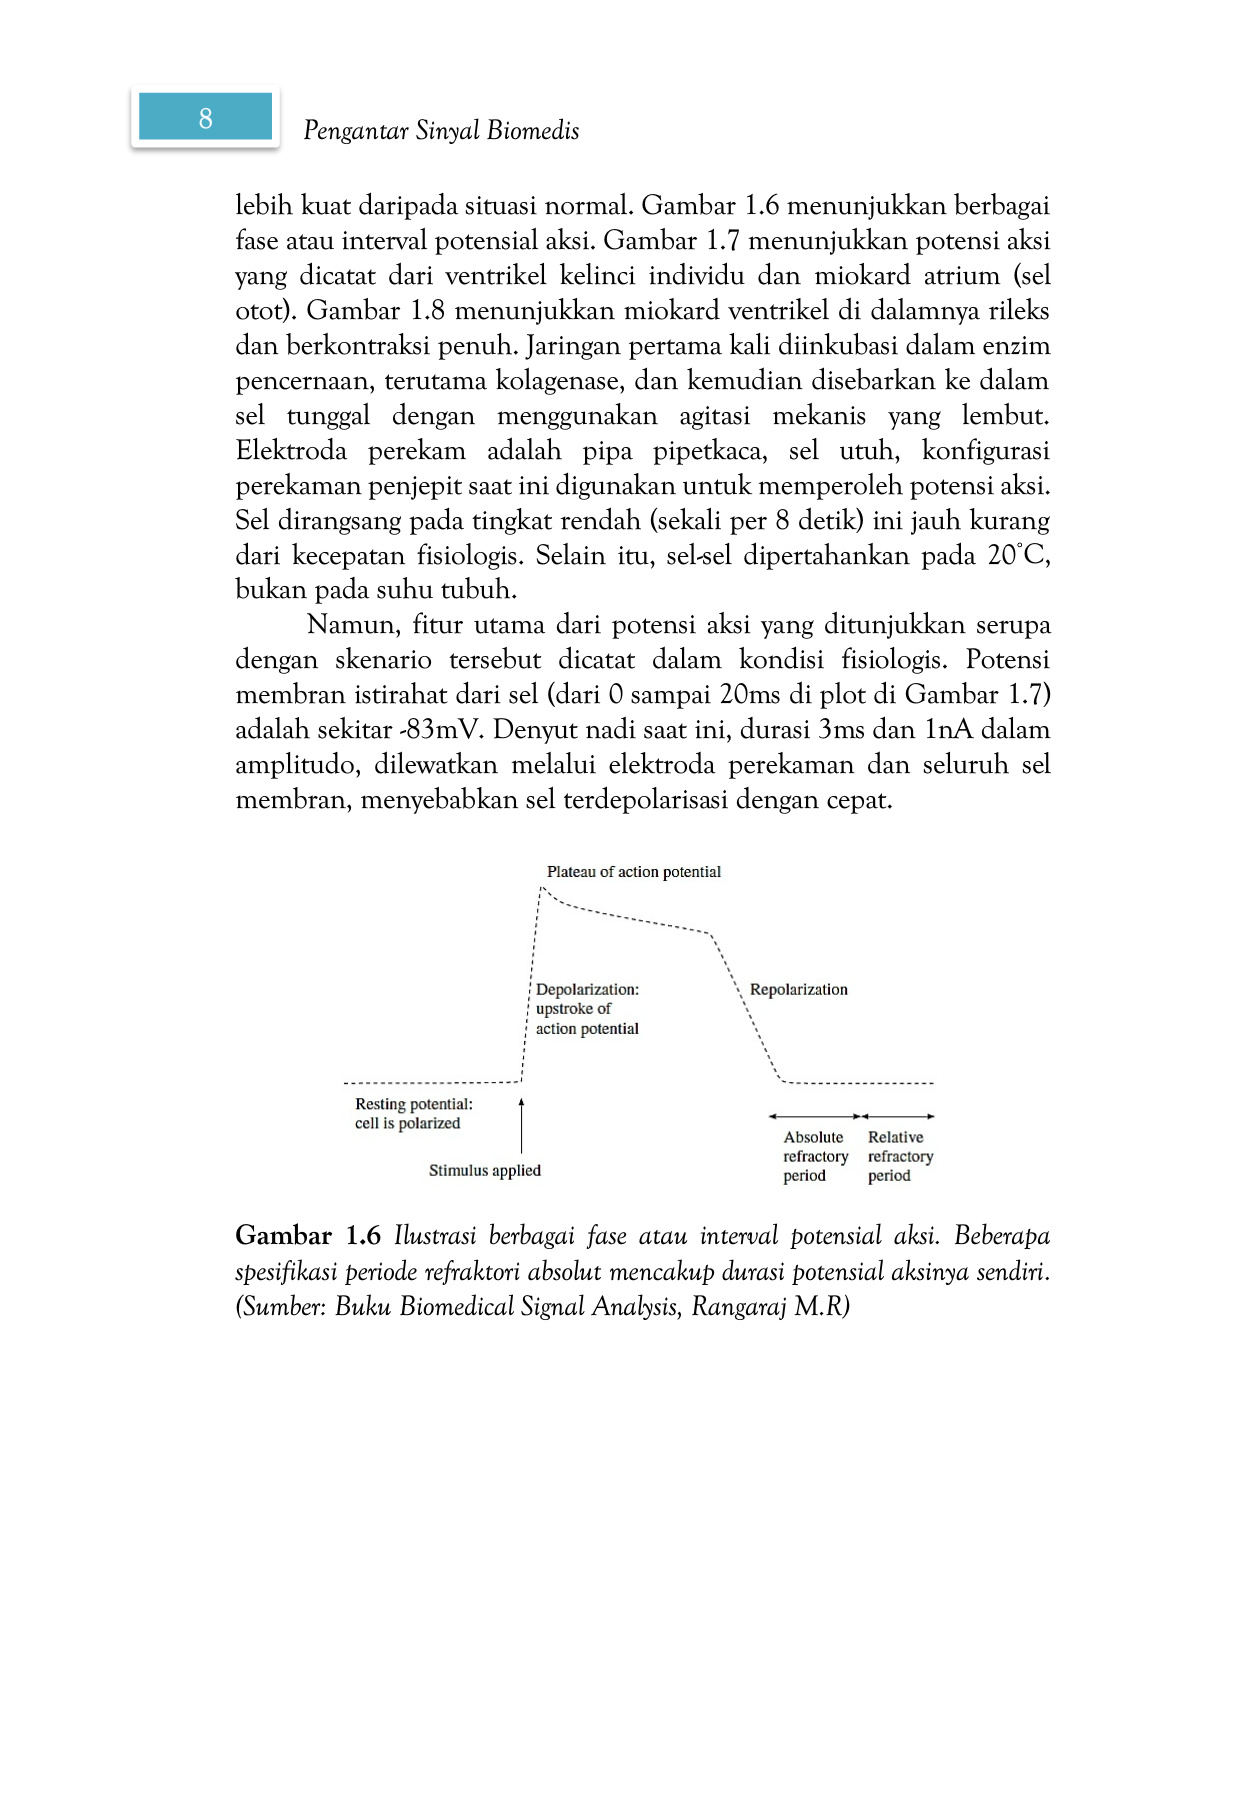 8
Pengantar Sinyal Biomedis
lebih kuat daripada situasi normal. Gambar 1.6 menunjukkan berbagai
fase atau interval potensial aksi. Gambar 1.7 menunjukkan potensi aksi
yang dicatat dari ventrikel kelinci individu dan miokard atrium (sel
otot). Gambar 1.8 menunjukkan miokard ventrikel di dalamnya rileks
dan berkontraksi penuh. Jaringan pertama kali diinkubasi dalam enzim
pencernaan, terutama kolagenase, dan kemudian disebarkan ke dalam
sel tunggal dengan menggunakan agitasi mekanis yang lembut.
Elektroda perekam adalah pipa pipetkaca, sel utuh, konfigurasi
perekaman penjepit saat ini digunakan untuk memperoleh potensi aksi.
Sel dirangsang pada tingkat rendah (sekali per 8 detik) ini jauh kurang
dari kecepatan fisiologis. Selain itu, sel-sel dipertahankan pada 20°C,
bukan pada suhu tubuh.
Namun, fitur utama dari potensi aksi yang ditunjukkan serupa
dengan skenario tersebut dicatat dalam kondisi fisiologis. Potensi
membran istirahat dari sel (dari 0 sampai 20ms di plot di Gambar 1.7)
adalah sekitar -83mV. Denyut nadi saat ini, durasi 3ms dan 1nA dalam
amplitudo, dilewatkan melalui elektroda perekaman dan seluruh sel
membran, menyebabkan sel terdepolarisasi dengan cepat.
Plateau of action potential
Depolarization:
upstroke of
action potential
Repolarization
Resting potential:
cell is polarized
Stimulus applied
Absolute
refractory
period
Relative
refractory
period
Gambar 1.6 Ilustrasi berbagai fase atau interval potensial aksi. Beberapa
spesifikasi periode refraktori absolut mencakup durasi potensial aksinya sendiri.
(Sumber: Buku Biomedical Signal Analysis, Rangaraj M.R)